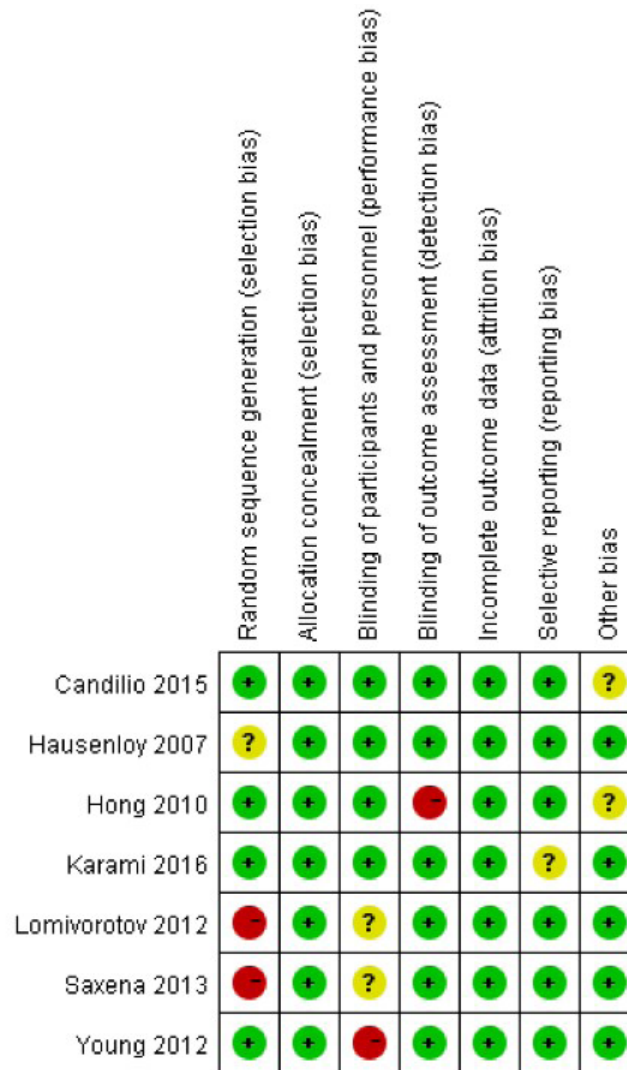 Random sequence generation (selection bias)
Allocation concealment (selection bias)
Blinding of participants and personnel (performance bias)
Blinding of outcome assessment (detection bias)
Incomplete outcome data (attrition bias)
Selective reporting (reporting bias)
Other bias
Candilio 2015 + + + + + + ?
Hausenloy 2007 ? + + + + + +
Hong 2010 + + + - + + ?
Karami 2016 + + + + + ? +
Lomivorotov 2012 - + ? + + + +
Saxena 2013 - + ? + + + +
Young 2012 + + - + + + +